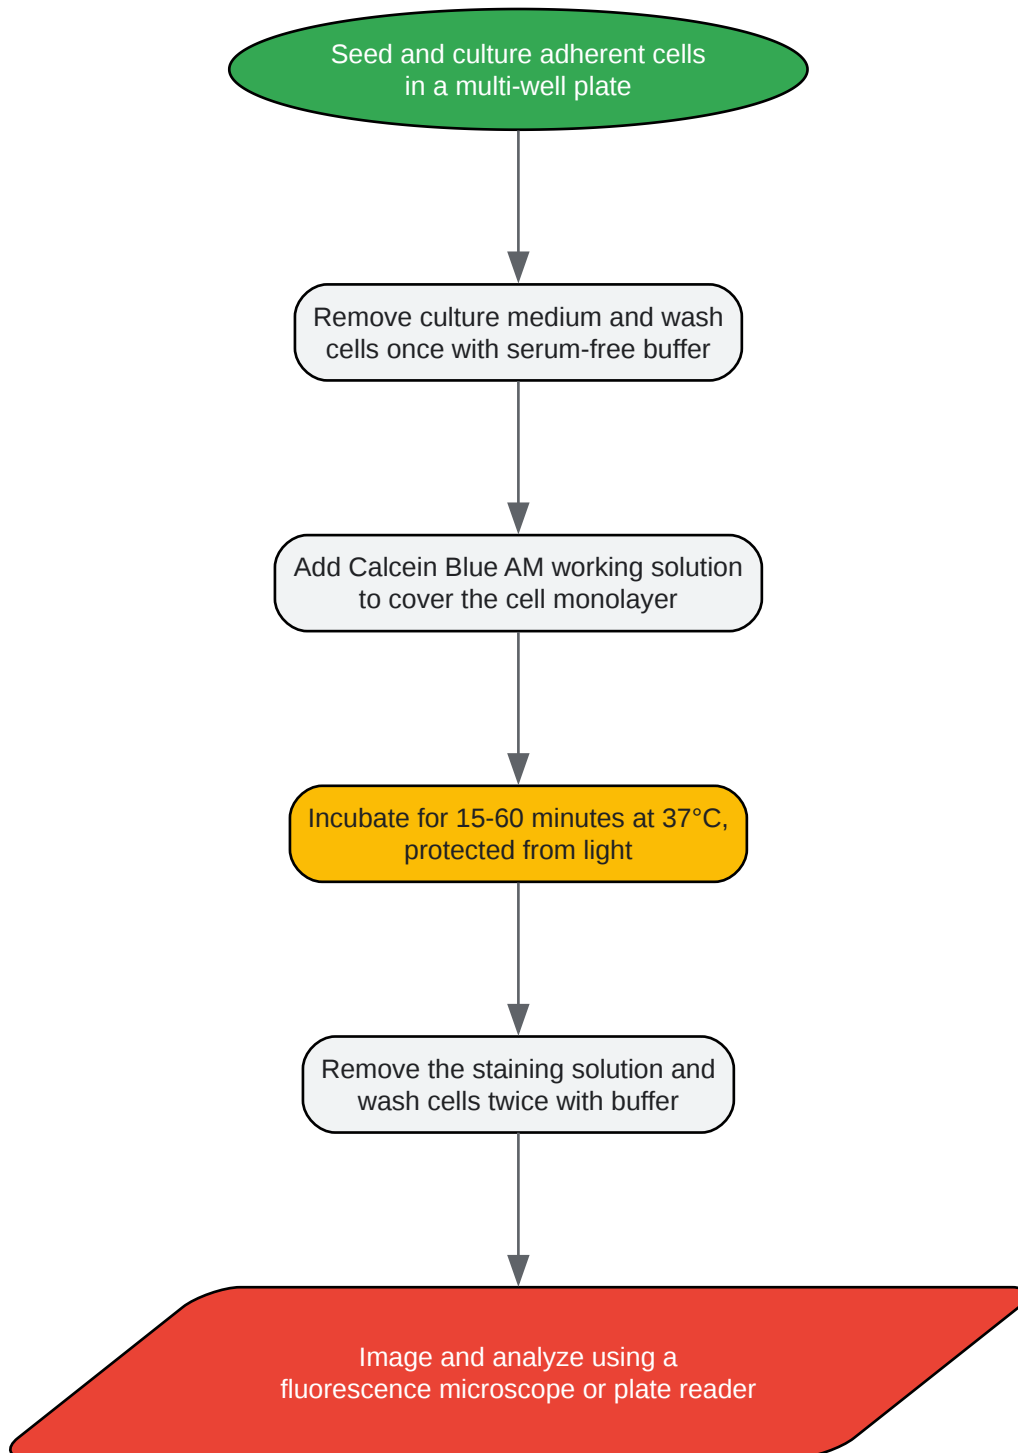 Seed and culture adherent cells
in a multi-well plate
Remove culture medium and wash
cells once with serum-free buffer
Add Calcein Blue AM working solution
to cover the cell monolayer
Incubate for 15-60 minutes at 37°C,
protected from light
Remove the staining solution and
wash cells twice with buffer
Image and analyze using a
fluorescence microscope or plate reader